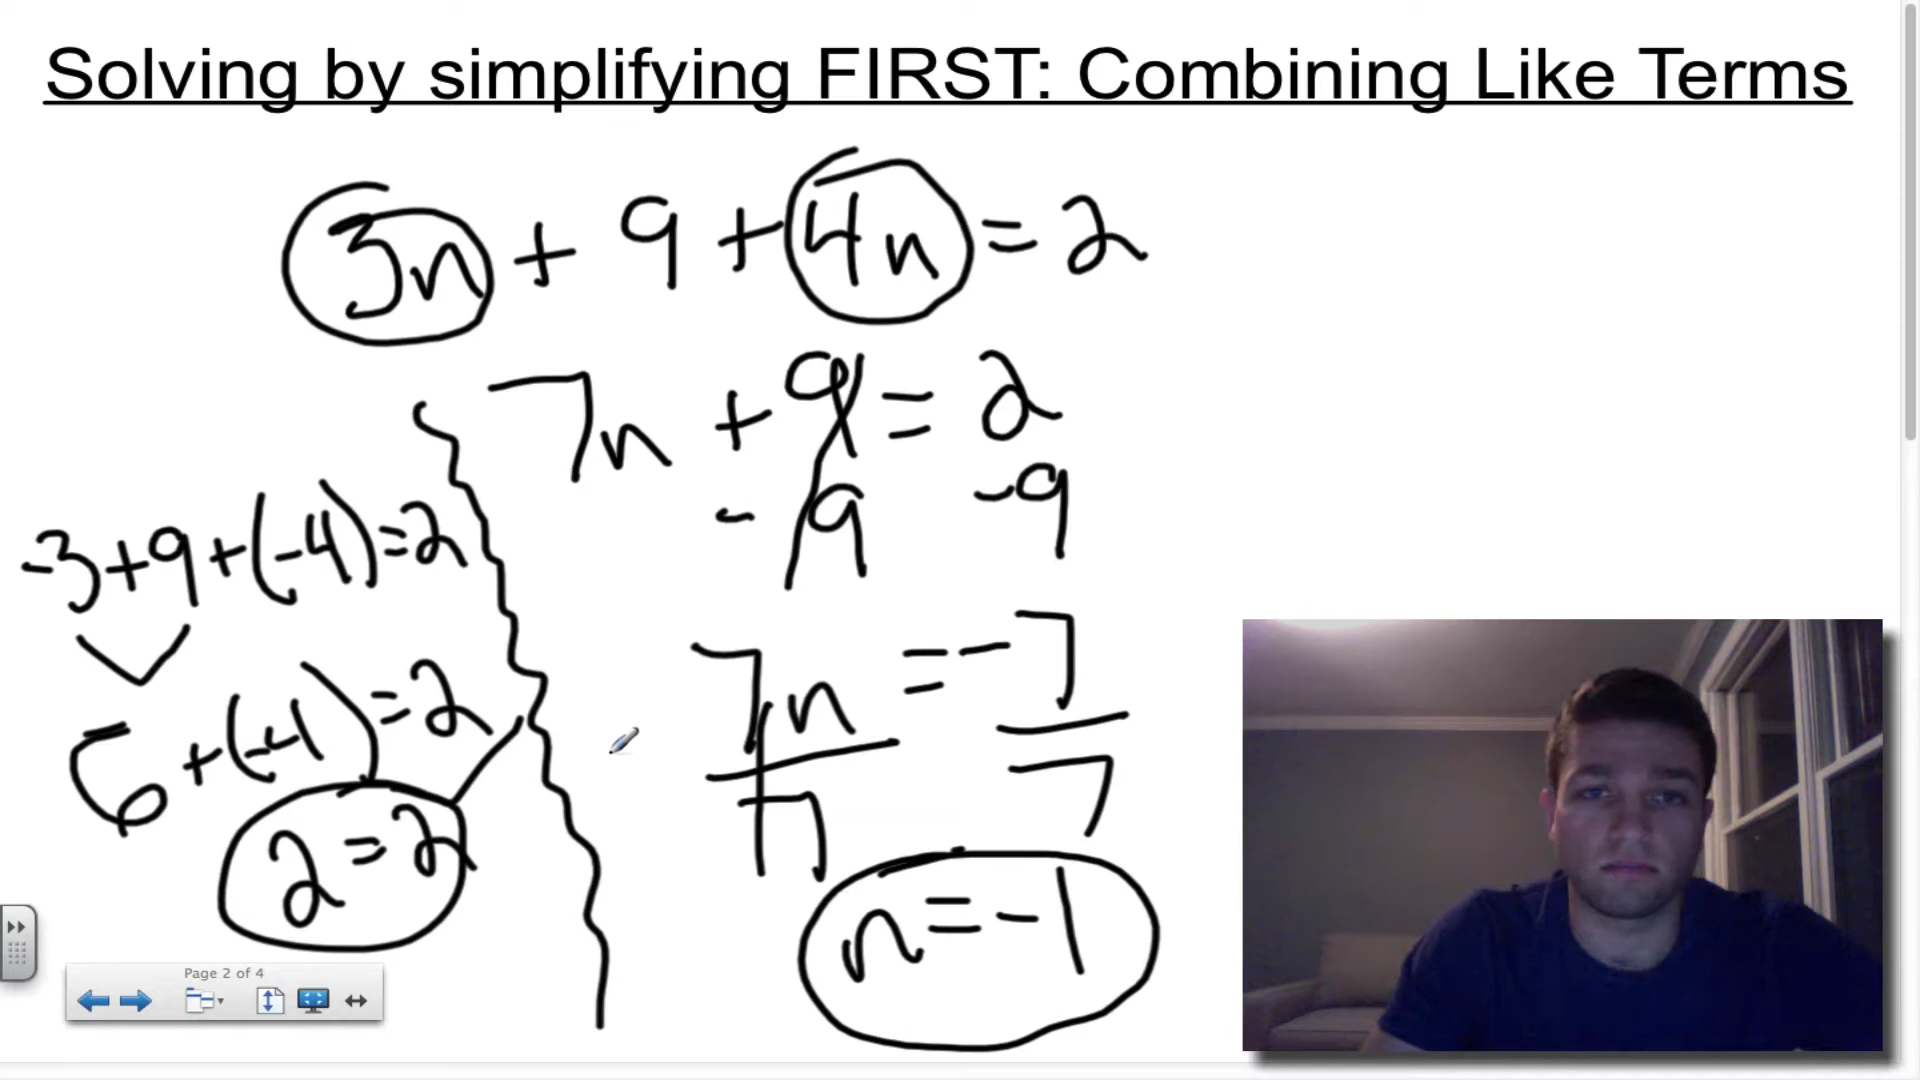 Solving by simplifying FIRST: Combining Like Terms
3n + 9 + 4n = 2
7n + 9 = 2
- 9 -9
7n = -7
7 7
n = -1
-3+9+(-4)=2
6+(-4)=2
2=2
Page 2 of 4